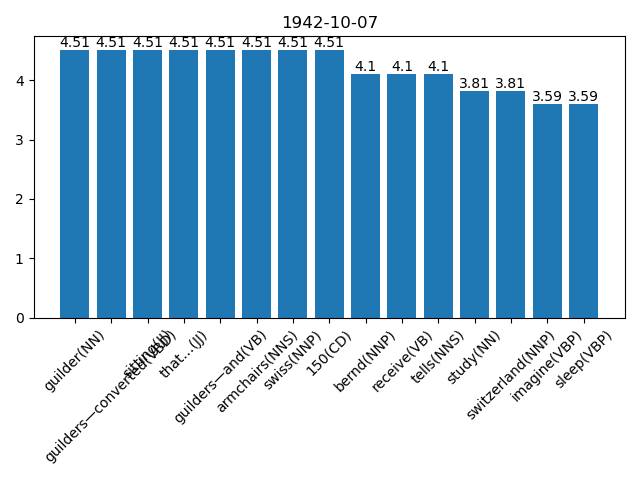 1942-10-07
4.51 4.51 4.51 4.51 4.51 4.51 4.51 4.51 4.1 4.1 4.1 3.81 3.81 3.59 3.59
4
3
2
1
0
guilder(NN)
guilders—converted(VBD)
that…(JJ)
guilders—and(VB)
armchairs(NNS)
swiss(NNP)
150(CD)
bernd(NNP)
receive(VB)
tells(NNS)
study(NN)
switzerland(NNP)
imagine(VBP)
sleep(VBP)